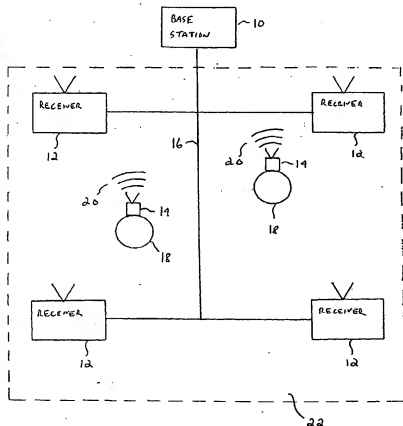 BASE
STATION
10
RECEIVER
12
RECEIVER
12
16
20
14
18
20
14
18
RECEIVER
12
RECEIVER
12
22